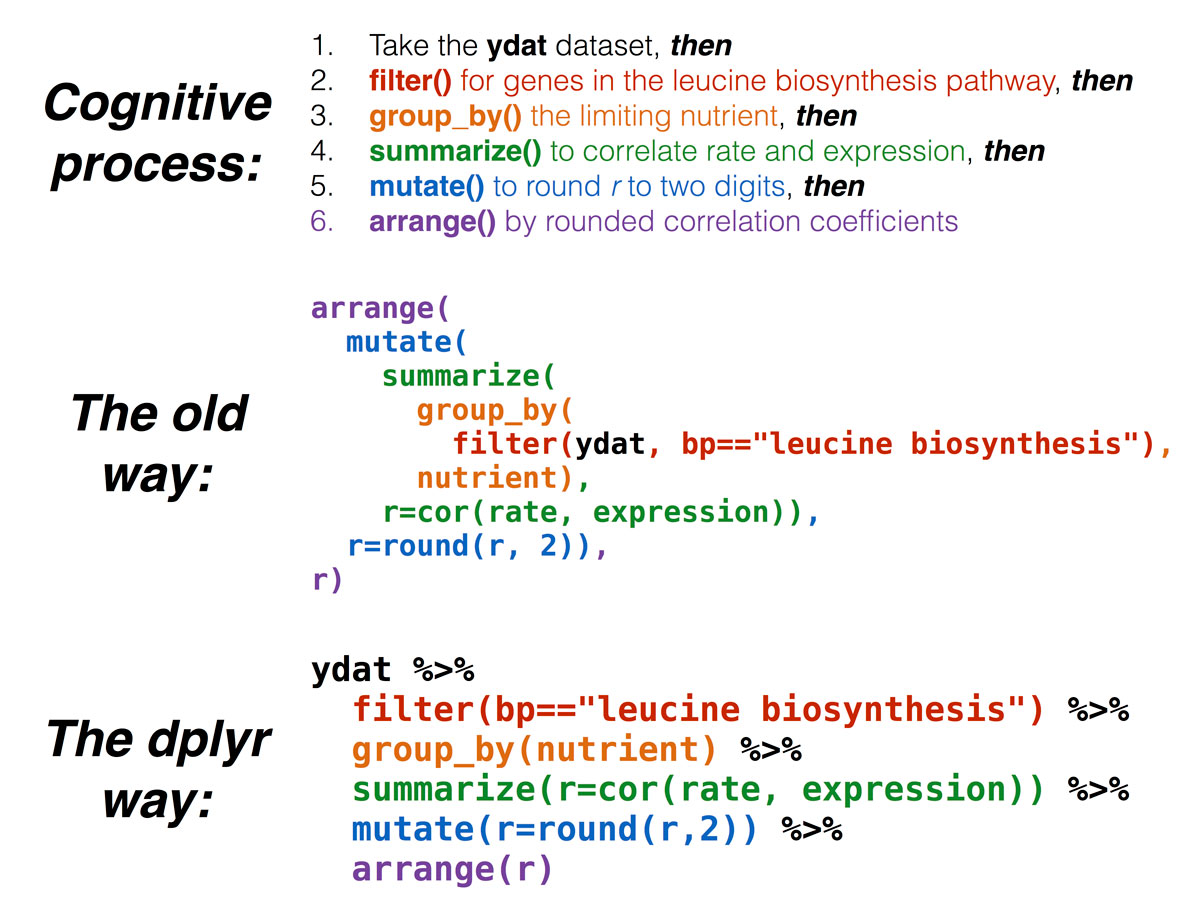 Cognitive process:
1. Take the ydat dataset, then
2. filter() for genes in the leucine biosynthesis pathway, then
3. group_by() the limiting nutrient, then
4. summarize() to correlate rate and expression, then
5. mutate() to round r to two digits, then
6. arrange() by rounded correlation coefficients
The old way:
arrange(
  mutate(
    summarize(
      group_by(
        filter(ydat, bp=="leucine biosynthesis"),
      nutrient),
    r=cor(rate, expression)),
  r=round(r, 2)),
r)
The dplyr way:
ydat %>%
  filter(bp=="leucine biosynthesis") %>%
  group_by(nutrient) %>%
  summarize(r=cor(rate, expression)) %>%
  mutate(r=round(r,2)) %>%
  arrange(r)